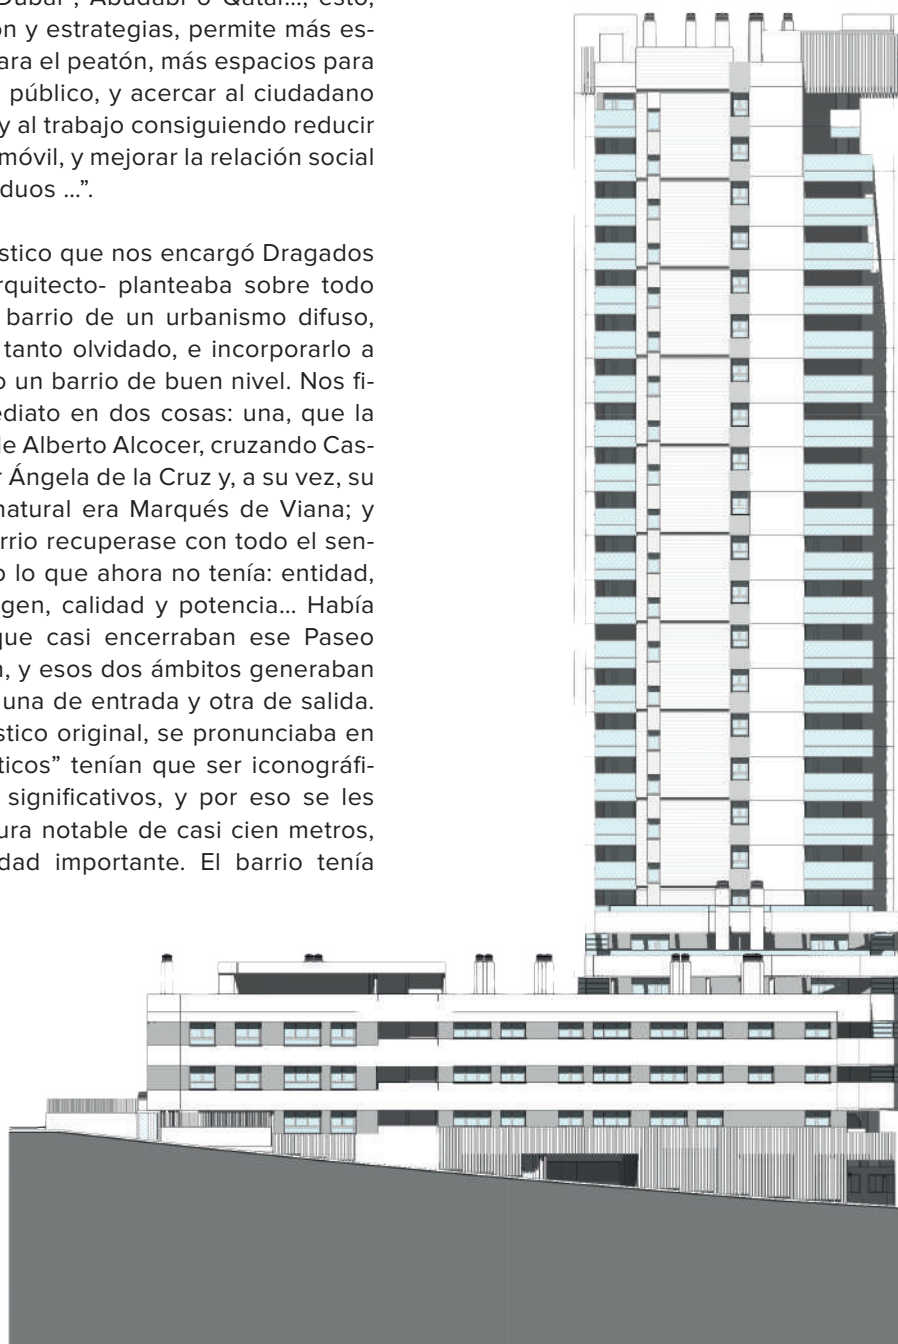 Dubai”, Abudabi o Qatar..., esto,
n y estrategias, permite más es-
ara el peatón, más espacios para
público, y acercar al ciudadano
y al trabajo consiguiendo reducir
móvil, y mejorar la relación social
duos ...”.
stico que nos encargó Dragados
rquitecto- planteaba sobre todo
barrio de un urbanismo difuso,
tanto olvidado, e incorporarlo a
o un barrio de buen nivel. Nos fi-
ediato en dos cosas: una, que la
de Alberto Alcocer, cruzando Cas-
r Ángela de la Cruz y, a su vez, su
natural era Marqués de Viana; y
rrio recuperase con todo el sen-
o lo que ahora no tenía: entidad,
gen, calidad y potencia... Había
que casi encerraban ese Paseo
n, y esos dos ámbitos generaban
una de entrada y otra de salida.
stico original, se pronunciaba en
ticos” tenían que ser iconográfi-
significativos, y por eso se les
ura notable de casi cien metros,
dad importante. El barrio tenía